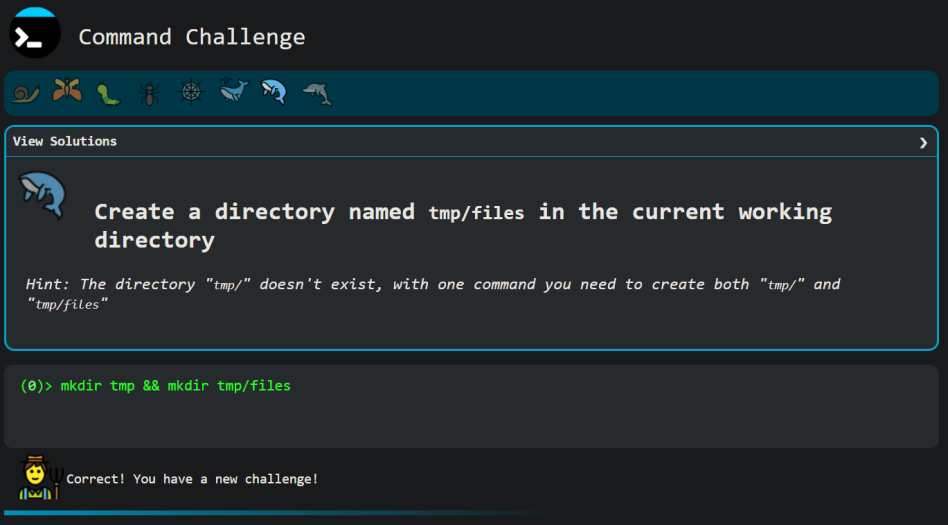 Command Challenge
View Solutions
Create a directory named tmp/files in the current working
directory
Hint: The directory "tmp/" doesn't exist, with one command you need to create both "tmp/" and
"tmp/files"
(0)> mkdir tmp && mkdir tmp/files
Correct! You have a new challenge!